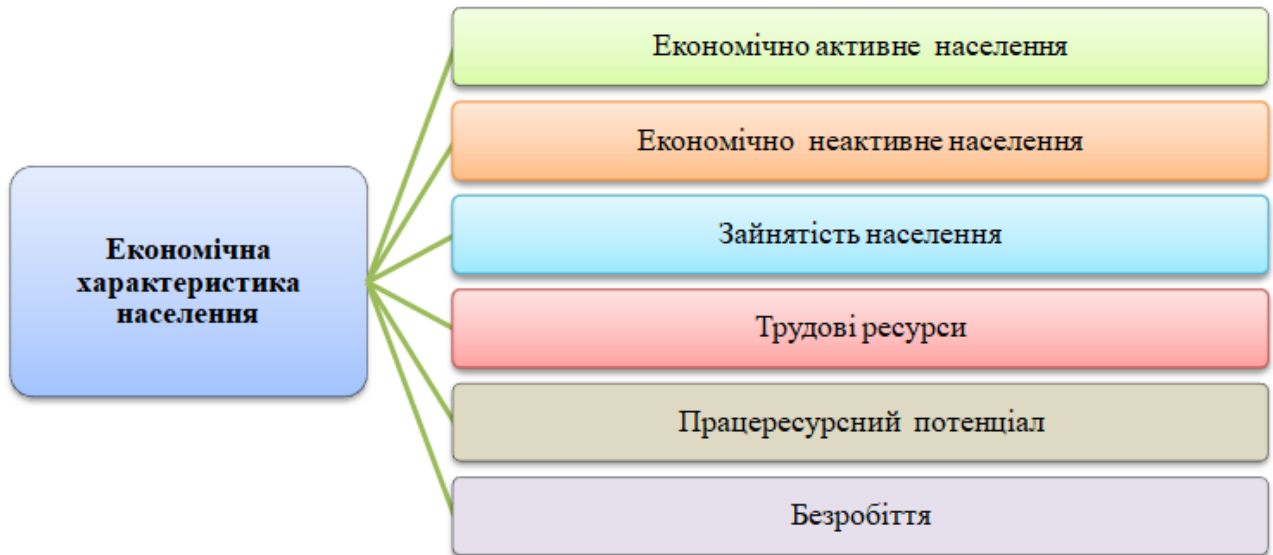 Економічна
характеристика
населення
Економічно активне населення
Економічно неактивне населення
Зайнятість населення
Трудові ресурси
Працересурсний потенціал
Безробіття